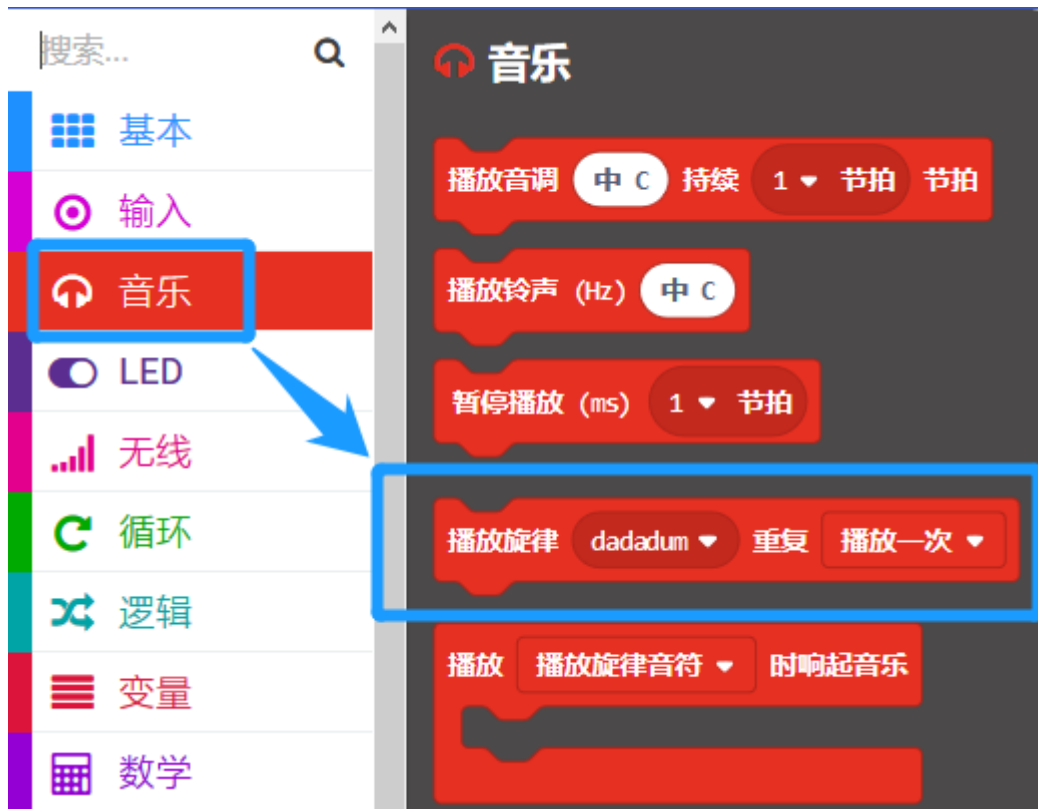 搜索...
基本
输入
音乐
LED
无线
循环
逻辑
变量
数学
音乐
播放音调 中 C 持续 1 节拍 节拍
播放铃声 (Hz) 中 C
暂停播放 (ms) 1 节拍
播放旋律 dadadum 重复 播放一次
播放 播放旋律音符 时响起音乐